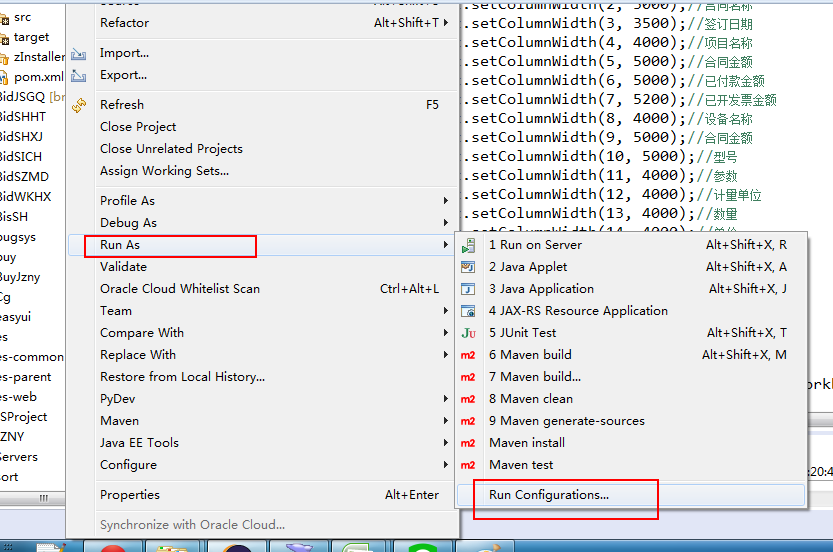 src
target
zInstaller
pom.xml
BidJSGQ [br
BidSHHT
BidSHXJ
BidSICH
BidSZMD
BidWKHX
BisSH
bugsys
buy
BuyJzny
Cg
easyui
es
es-common
es-parent
es-web
SProject
ZNY
Servers
sort
Refactor Alt+Shift+T
Import...
Export...
Refresh F5
Close Project
Close Unrelated Projects
Assign Working Sets...
Profile As
Debug As
Run As
Validate
Oracle Cloud Whitelist Scan Ctrl+Alt+L
Team
Compare With
Replace With
Restore from Local History...
PyDev
Maven
Java EE Tools
Configure
Properties Alt+Enter
Synchronize with Oracle Cloud...
.setColumnWidth(2, 5000);//合同名称
.setColumnWidth(3, 3500);//签订日期
.setColumnWidth(4, 4000);//项目名称
.setColumnWidth(5, 5000);//合同金额
.setColumnWidth(6, 5000);//已付款金额
.setColumnWidth(7, 5200);//已开发票金额
.setColumnWidth(8, 4000);//设备名称
.setColumnWidth(9, 5000);//合同金额
.setColumnWidth(10, 5000);//型号
.setColumnWidth(11, 4000);//参数
.setColumnWidth(12, 4000);//计量单位
.setColumnWidth(13, 4000);//数量
.setColumnWidth(14, 4000);//单价
1 Run on Server Alt+Shift+X, R
2 Java Applet Alt+Shift+X, A
3 Java Application Alt+Shift+X, J
4 JAX-RS Resource Application
Ju 5 JUnit Test Alt+Shift+X, T
m2 6 Maven build Alt+Shift+X, M
m2 7 Maven build...
m2 8 Maven clean
m2 9 Maven generate-sources
m2 Maven install
m2 Maven test
Run Configurations...
orkb
:20:4